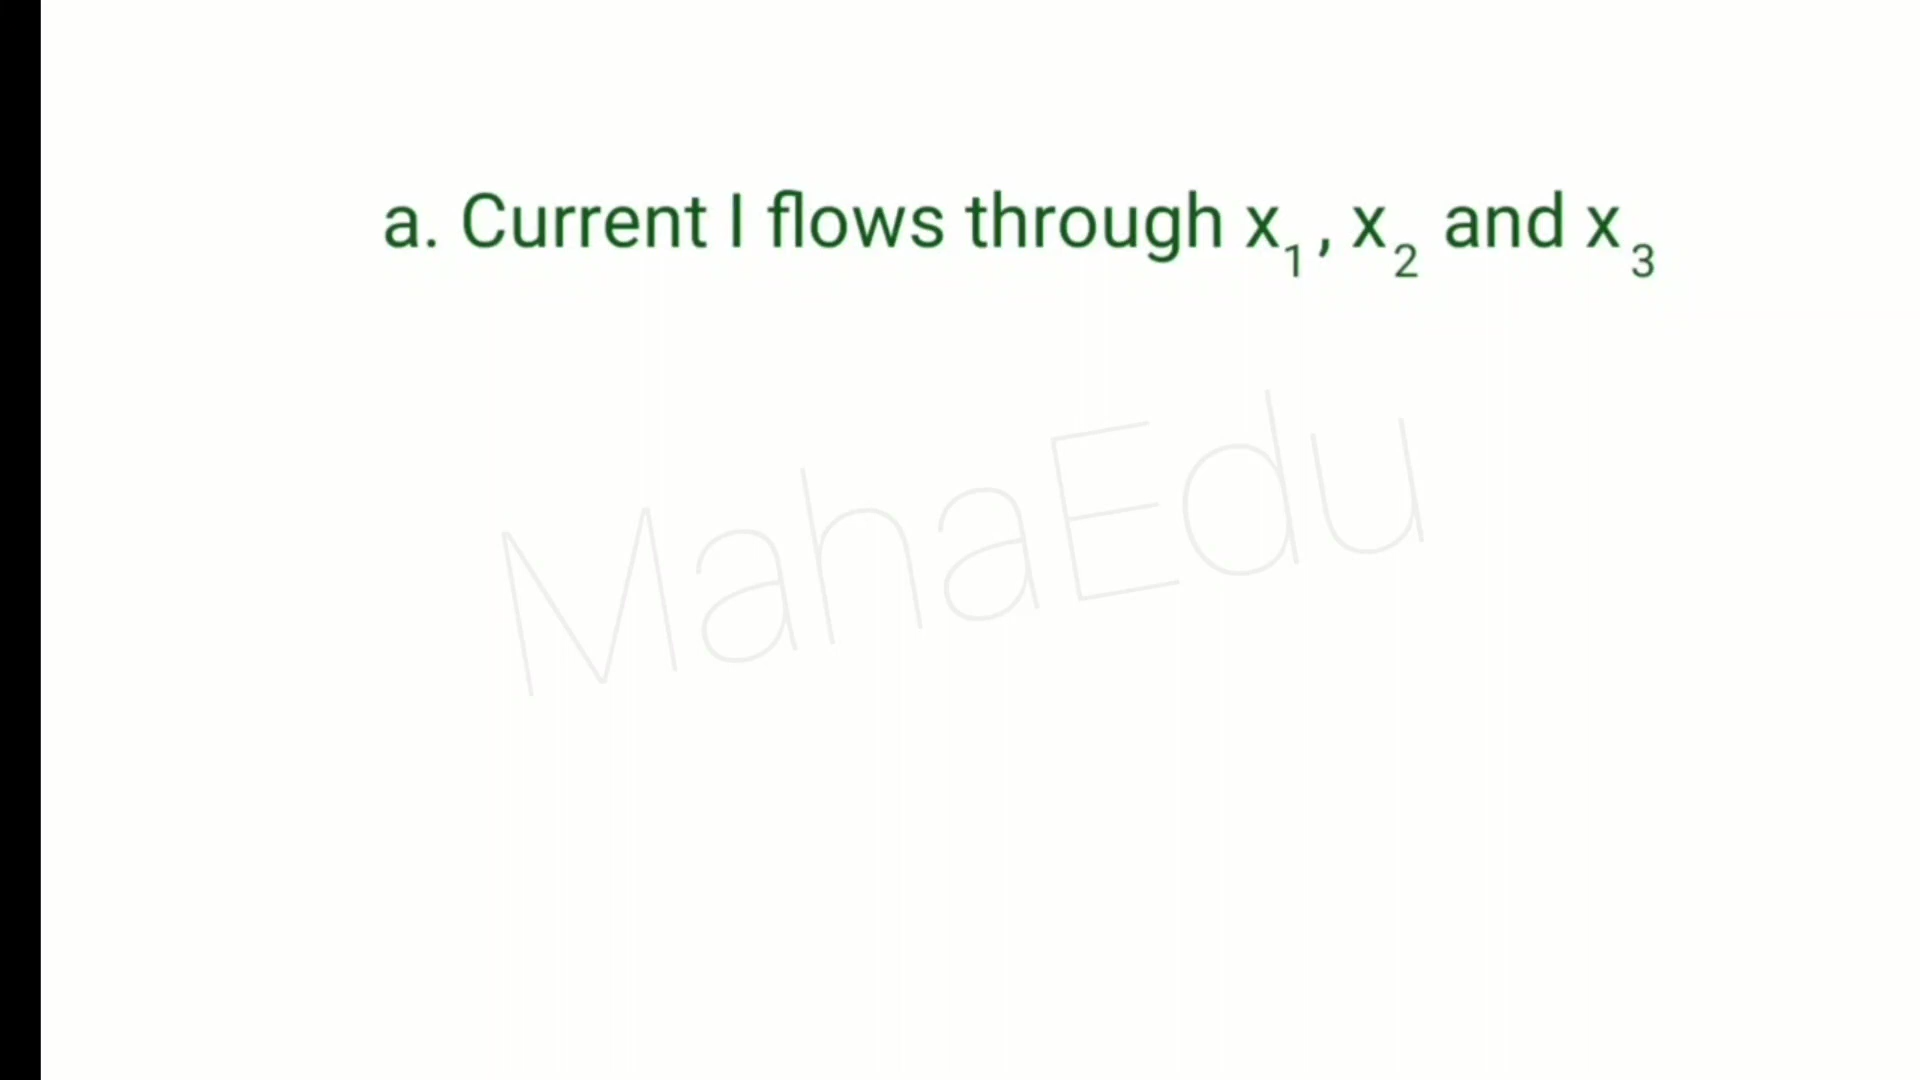 a. Current I flows through x₁, x₂ and x₃
MahaEdu